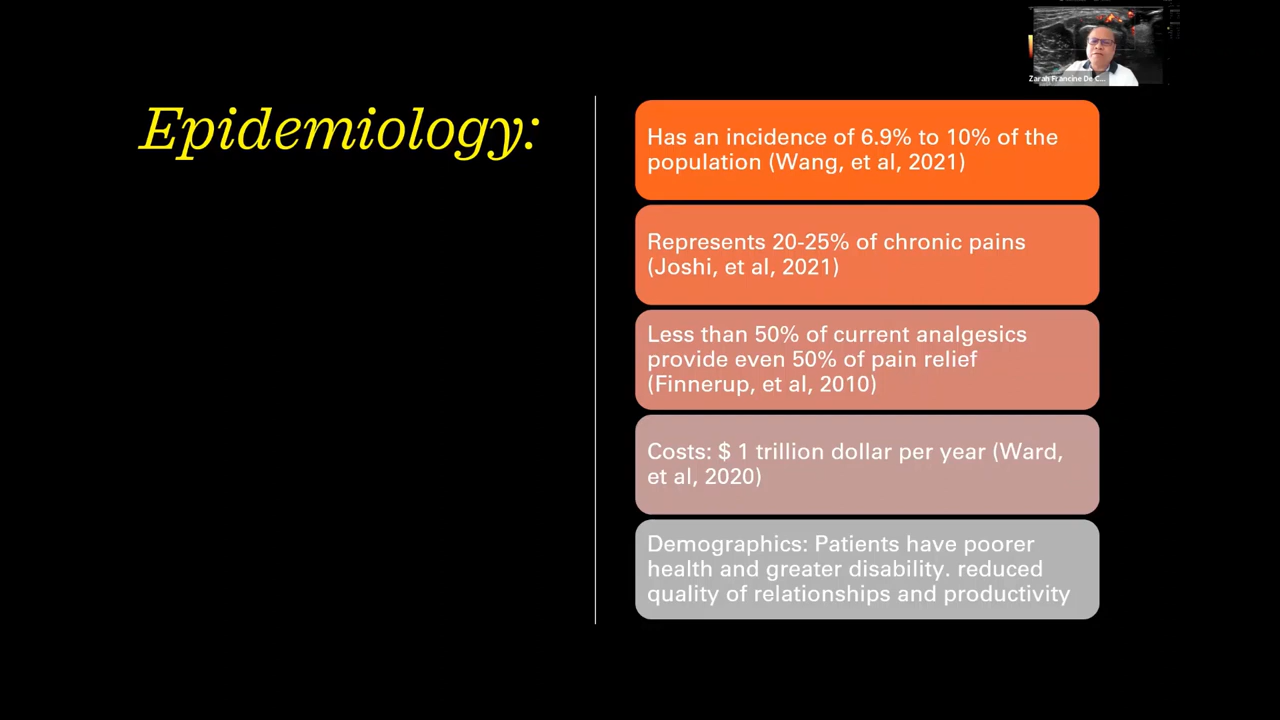 Zarah Francine De C...
Epidemiology:
Has an incidence of 6.9% to 10% of the
population (Wang, et al, 2021)
Represents 20-25% of chronic pains
(Joshi, et al, 2021)
Less than 50% of current analgesics
provide even 50% of pain relief
(Finnerup, et al, 2010)
Costs: $ 1 trillion dollar per year (Ward,
et al, 2020)
Demographics: Patients have poorer
health and greater disability. reduced
quality of relationships and productivity